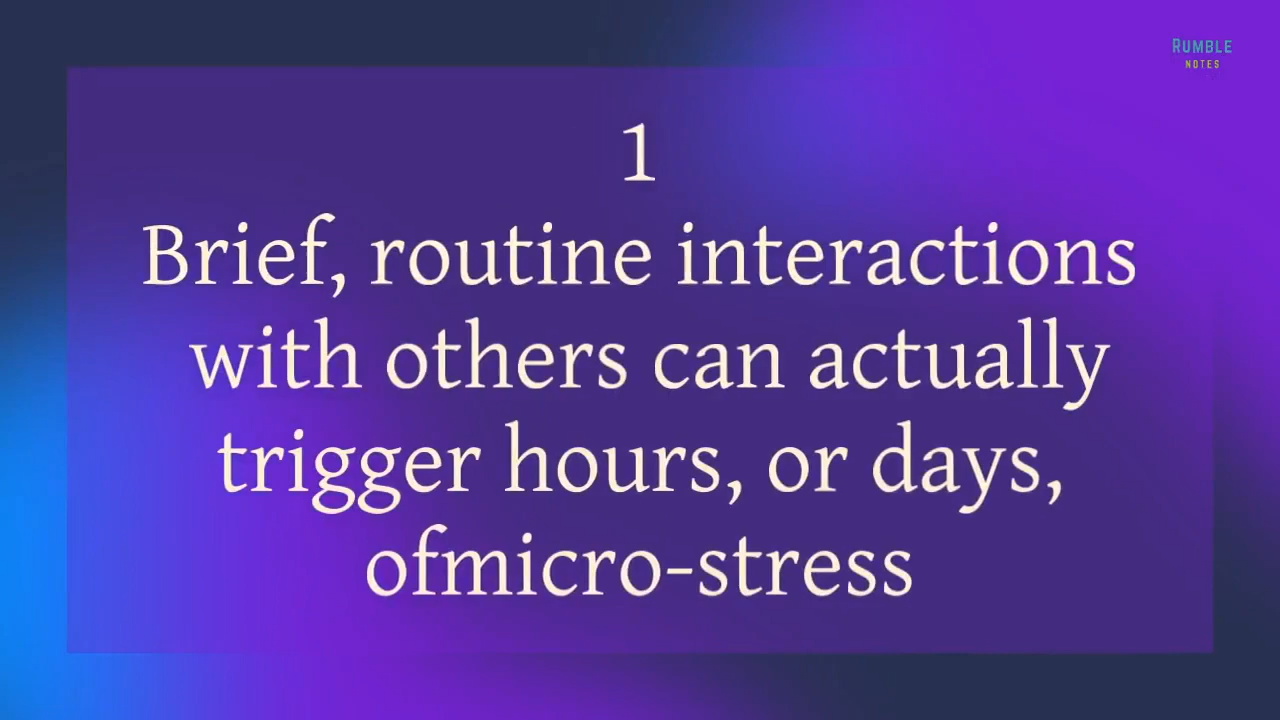 RUMBLE
NOTES
1
Brief, routine interactions
with others can actually
trigger hours, or days,
ofmicro-stress